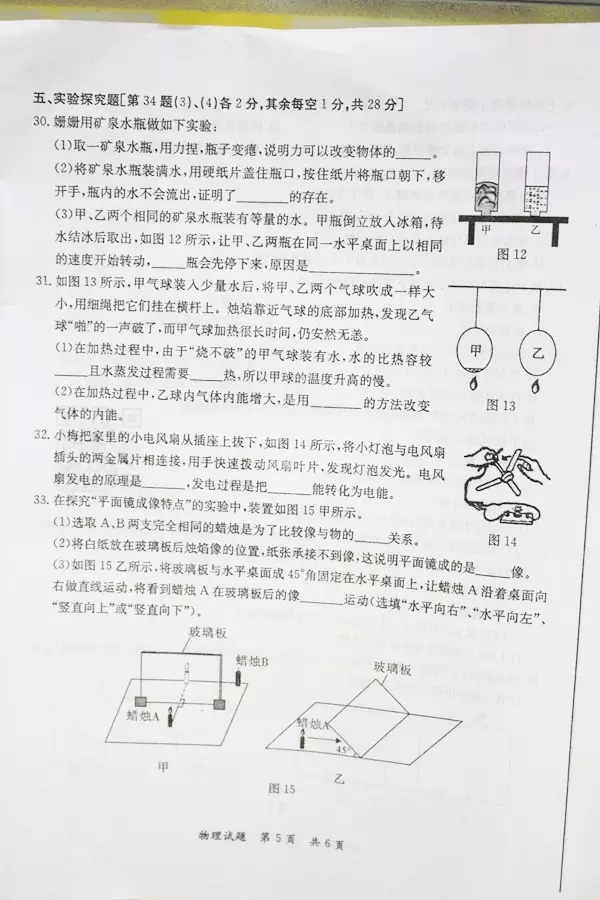 五、实验探究题[第 34 题(3)、(4)各 2 分,其余每空 1 分,共 28 分]
30. 姗姗用矿泉水瓶做如下实验:
(1)取一矿泉水瓶,用力捏,瓶子变瘪,说明力可以改变物体的______。
(2)将矿泉水瓶装满水,用硬纸片盖住瓶口,按住纸片将瓶口朝下,移
开手,瓶内的水不会流出,证明了________的存在。
(3)甲、乙两个相同的矿泉水瓶装有等量的水。甲瓶倒立放入冰箱,待
水结冰后取出,如图 12 所示,让甲、乙两瓶在同一水平桌面上以相同
的速度开始转动,______瓶会先停下来,原因是______________。
甲
乙
图 12
31. 如图 13 所示,甲气球装入少量水后,将甲、乙两个气球吹成一样大
小,用细绳把它们挂在横杆上。烛焰靠近气球的底部加热,发现乙气
球“啪”的一声破了,而甲气球加热很长时间,仍安然无恙。
(1)在加热过程中,由于“烧不破”的甲气球装有水,水的比热容较
______且水蒸发过程需要______热,所以甲球的温度升高的慢。
(2)在加热过程中,乙球内气体内能增大,是用________的方法改变
气体的内能。
甲
乙
图 13
32. 小梅把家里的小电风扇从插座上拔下,如图 14 所示,将小灯泡与电风扇
插头的两金属片相连接,用手快速拨动风扇叶片,发现灯泡发光。电风
扇发电的原理是________,发电过程是把________能转化为电能。
图 14
33. 在探究“平面镜成像特点”的实验中,装置如图 15 甲所示。
(1)选取 A、B 两支完全相同的蜡烛是为了比较像与物的______关系。
(2)将白纸放在玻璃板后烛焰像的位置,纸张承接不到像,这说明平面镜成的是______像。
(3)如图 15 乙所示,将玻璃板与水平桌面成 45°角固定在水平桌面上,让蜡烛 A 沿着桌面向
右做直线运动,将看到蜡烛 A 在玻璃板后的像________运动(选填“水平向右”、“水平向左”、
“竖直向上”或“竖直向下”)。
玻璃板
蜡烛B
蜡烛A
甲
玻璃板
蜡烛A
45°
乙
图 15
物理试题 第 5 页 共 6 页